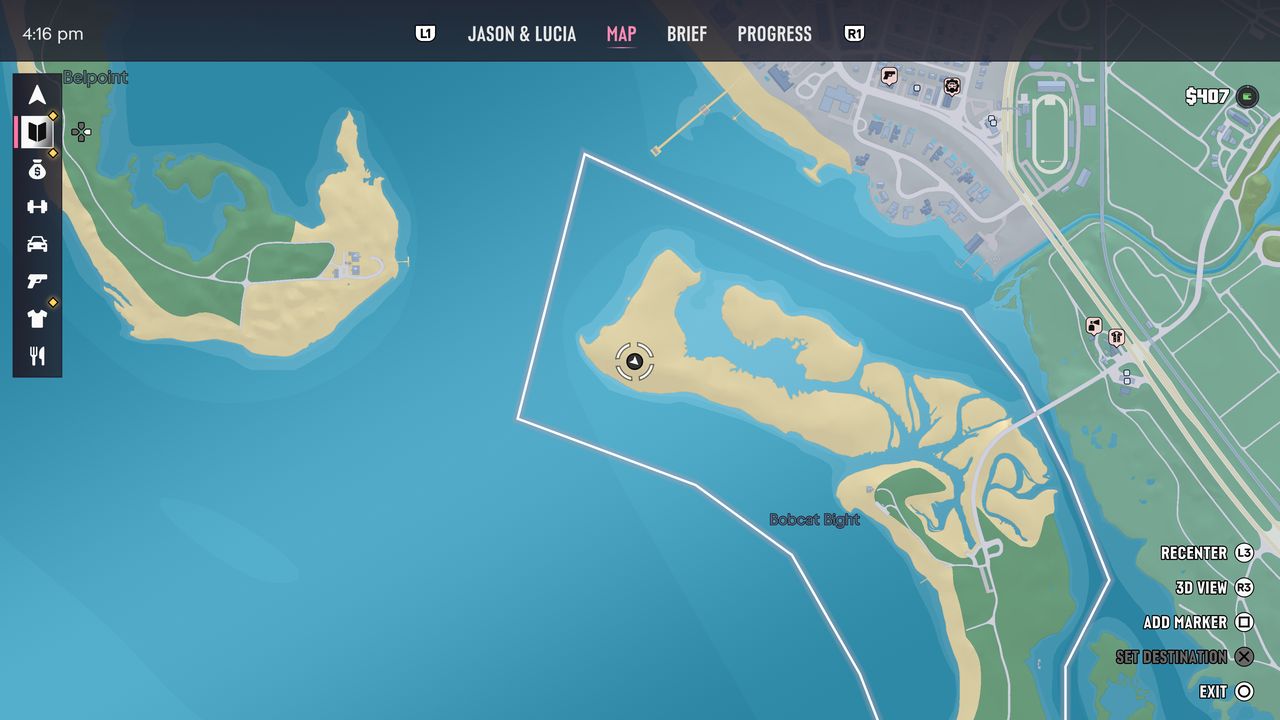 4:16 pm
L1 JASON & LUCIA MAP BRIEF PROGRESS R1
Belpoint
$407
Bobcat Bight
RECENTER L3
3D VIEW R3
ADD MARKER
SET DESTINATION
EXIT